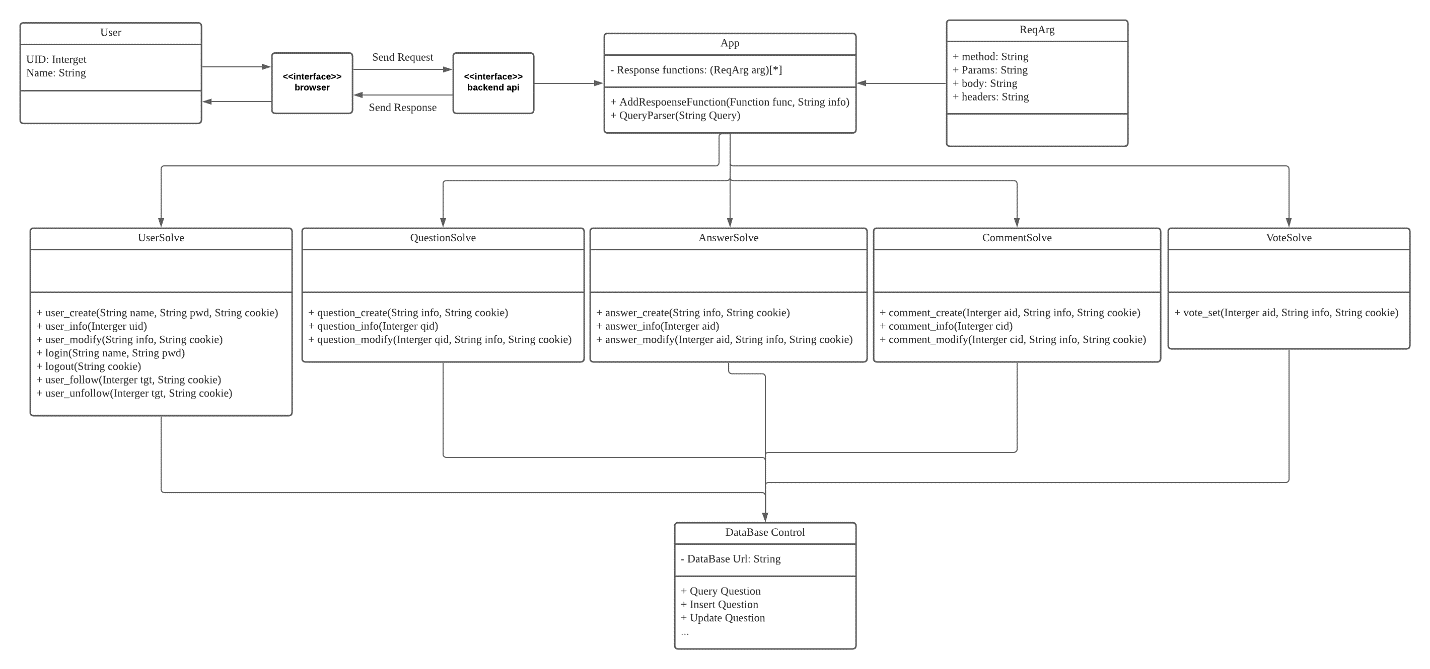 User
UID: Interget
Name: String
<<interface>>
browser
Send Request
Send Response
<<interface>>
backend api
App
- Response functions: (ReqArg arg)[*]
+ AddRespoenseFunction(Function func, String info)
+ QueryParser(String Query)
ReqArg
+ method: String
+ Params: String
+ body: String
+ headers: String
UserSolve
+ user_create(String name, String pwd, String cookie)
+ user_info(Interger uid)
+ user_modify(String info, String cookie)
+ login(String name, String pwd)
+ logout(String cookie)
+ user_follow(Interger tgt, String cookie)
+ user_unfollow(Interger tgt, String cookie)
QuestionSolve
+ question_create(String info, String cookie)
+ question_info(Interger qid)
+ question_modify(Interger qid, String info, String cookie)
AnswerSolve
+ answer_create(String info, String cookie)
+ answer_info(Interger aid)
+ answer_modify(Interger aid, String info, String cookie)
CommentSolve
+ comment_create(Interger aid, String info, String cookie)
+ comment_info(Interger cid)
+ comment_modify(Interger cid, String info, String cookie)
VoteSolve
+ vote_set(Interger aid, String info, String cookie)
DataBase Control
- DataBase Url: String
+ Query Question
+ Insert Question
+ Update Question
...